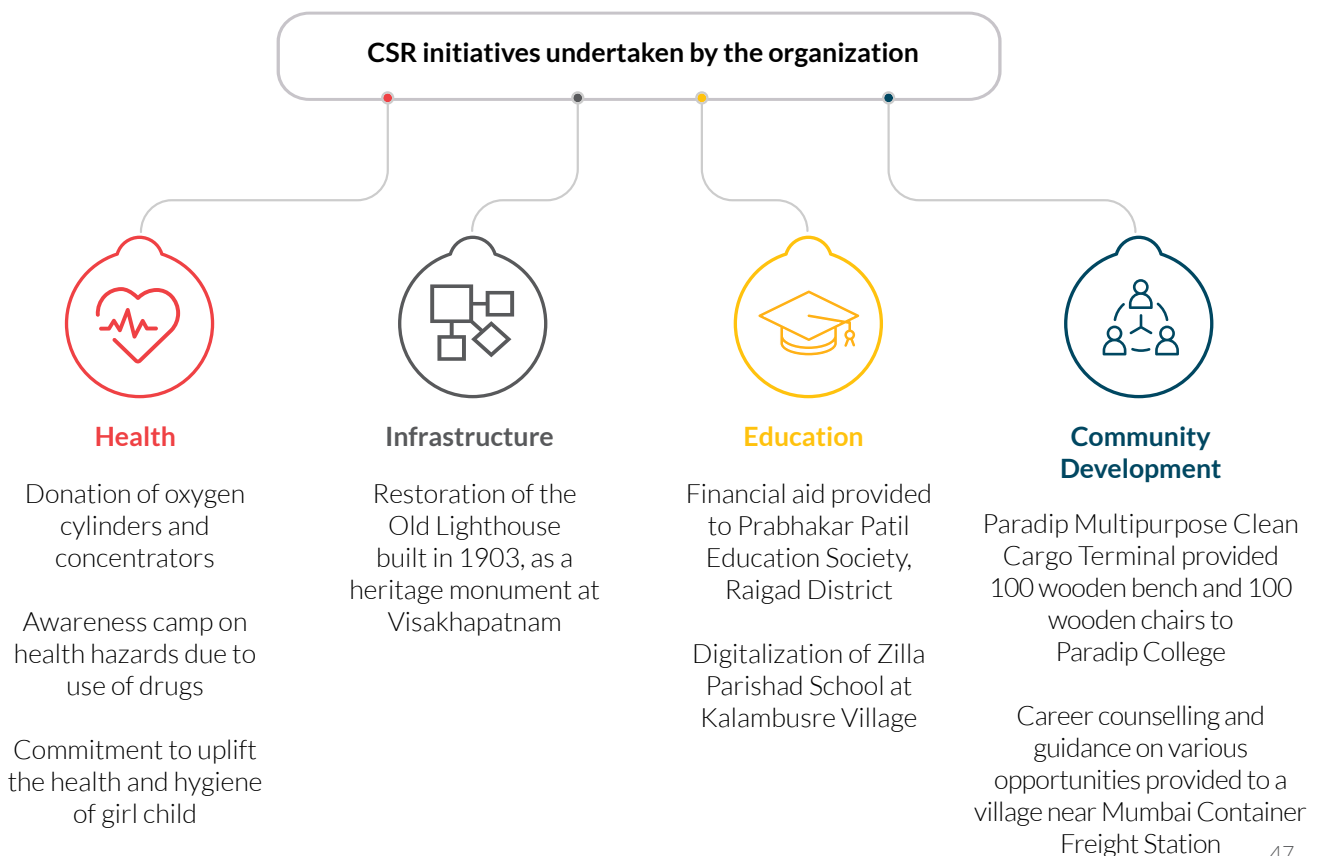 CSR initiatives undertaken by the organization
Health
Donation of oxygen
cylinders and
concentrators
Awareness camp on
health hazards due to
use of drugs
Commitment to uplift
the health and hygiene
of girl child
Infrastructure
Restoration of the
Old Lighthouse
built in 1903, as a
heritage monument at
Visakhapatnam
Education
Financial aid provided
to Prabhakar Patil
Education Society,
Raigad District
Digitalization of Zilla
Parishad School at
Kalambusre Village
Community
Development
Paradip Multipurpose Clean
Cargo Terminal provided
100 wooden bench and 100
wooden chairs to
Paradip College
Career counselling and
guidance on various
opportunities provided to a
village near Mumbai Container
Freight Station
47